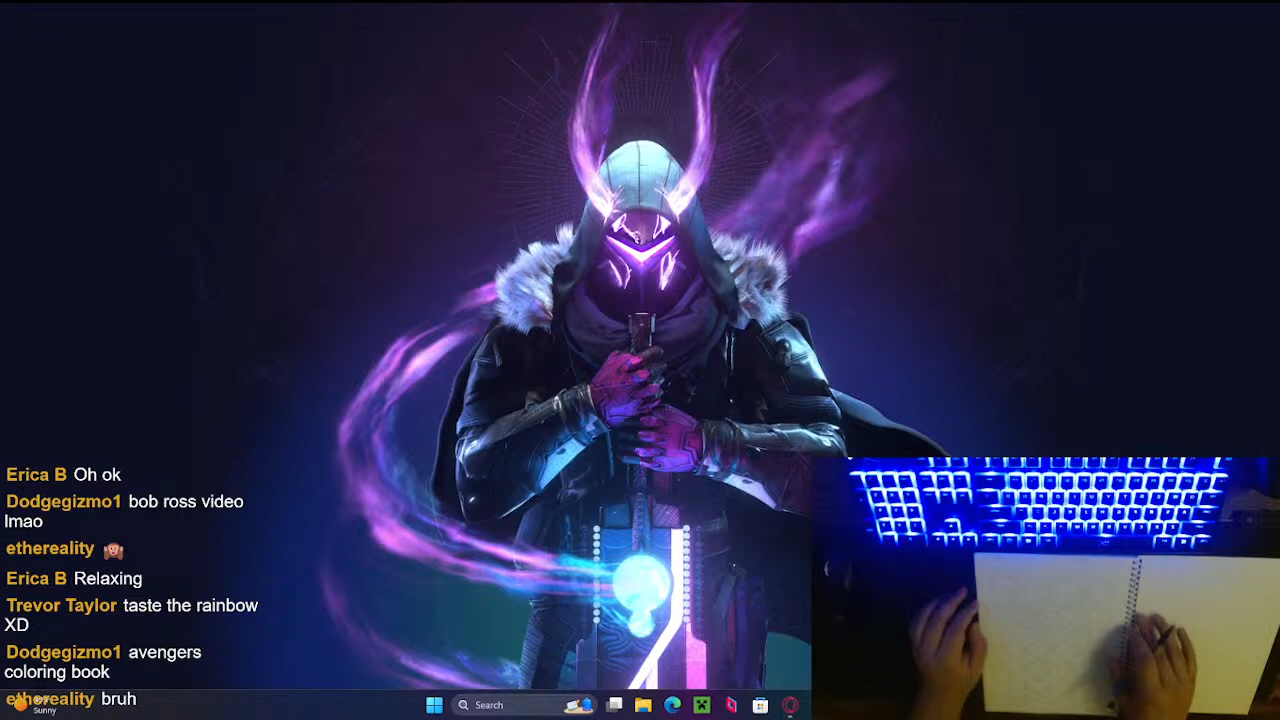 Erica B Oh ok
Dodgegizmo1 bob ross video
lmao
ethereality
Erica B Relaxing
Trevor Taylor taste the rainbow
XD
Dodgegizmo1 avengers
coloring book
ethereality bruh
Sunny
Search